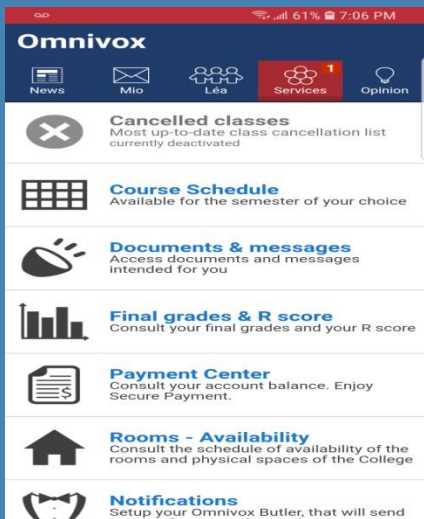 61% 7:06 PM
Omnivox
News Mio Léa Services 1 Opinion
Cancelled classes
Most up-to-date class cancellation list
currently deactivated
Course Schedule
Available for the semester of your choice
Documents & messages
Access documents and messages
intended for you
Final grades & R score
Consult your final grades and your R score
Payment Center
Consult your account balance. Enjoy
Secure Payment.
Rooms - Availability
Consult the schedule of availability of the
rooms and physical spaces of the College
Notifications
Setup your Omnivox Butler, that will send